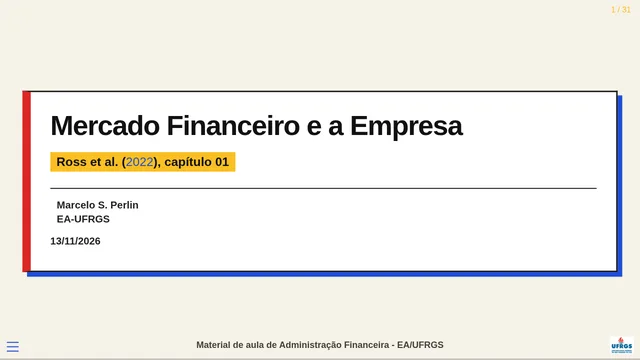 1 / 31
Mercado Financeiro e a Empresa
Ross et al. (2022), capítulo 01
Marcelo S. Perlin
EA-UFRGS
13/11/2026
Material de aula de Administração Financeira - EA/UFRGS
UFRGS